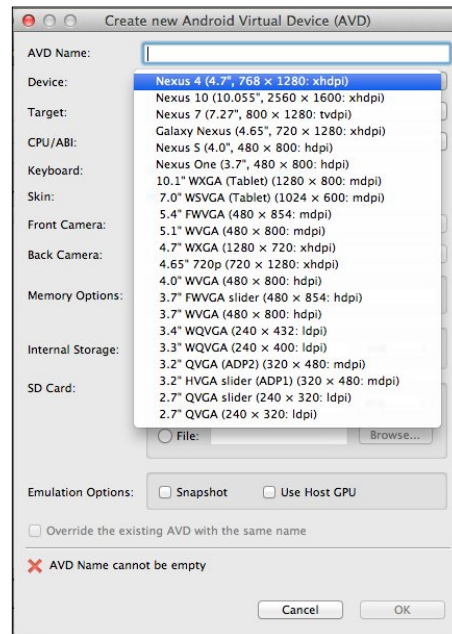 Create new Android Virtual Device (AVD)
AVD Name:
Device:
Nexus 4 (4.7", 768 × 1280: xhdpi)
Nexus 10 (10.055", 2560 × 1600: xhdpi)
Nexus 7 (7.27", 800 × 1280: tvdpi)
Target:
Galaxy Nexus (4.65", 720 × 1280: xhdpi)
CPU/ABI:
Nexus S (4.0", 480 × 800: hdpi)
Nexus One (3.7", 480 × 800: hdpi)
Keyboard:
10.1" WXGA (Tablet) (1280 × 800: mdpi)
Skin:
7.0" WSVGA (Tablet) (1024 × 600: mdpi)
5.4" FWVGA (480 × 854: mdpi)
Front Camera:
5.1" WVGA (480 × 800: mdpi)
4.7" WXGA (1280 × 720: xhdpi)
Back Camera:
4.65" 720p (720 × 1280: xhdpi)
4.0" WVGA (480 × 800: hdpi)
Memory Options:
3.7" FWVGA slider (480 × 854: hdpi)
3.7" WVGA (480 × 800: hdpi)
3.4" WQVGA (240 × 432: ldpi)
Internal Storage:
3.3" WQVGA (240 × 400: ldpi)
3.2" QVGA (ADP2) (320 × 480: mdpi)
3.2" HVGA slider (ADP1) (320 × 480: mdpi)
SD Card:
2.7" QVGA slider (240 × 320: ldpi)
2.7" QVGA (240 × 320: ldpi)
File:
Browse...
Emulation Options:
Snapshot
Use Host GPU
Override the existing AVD with the same name
AVD Name cannot be empty
Cancel
OK